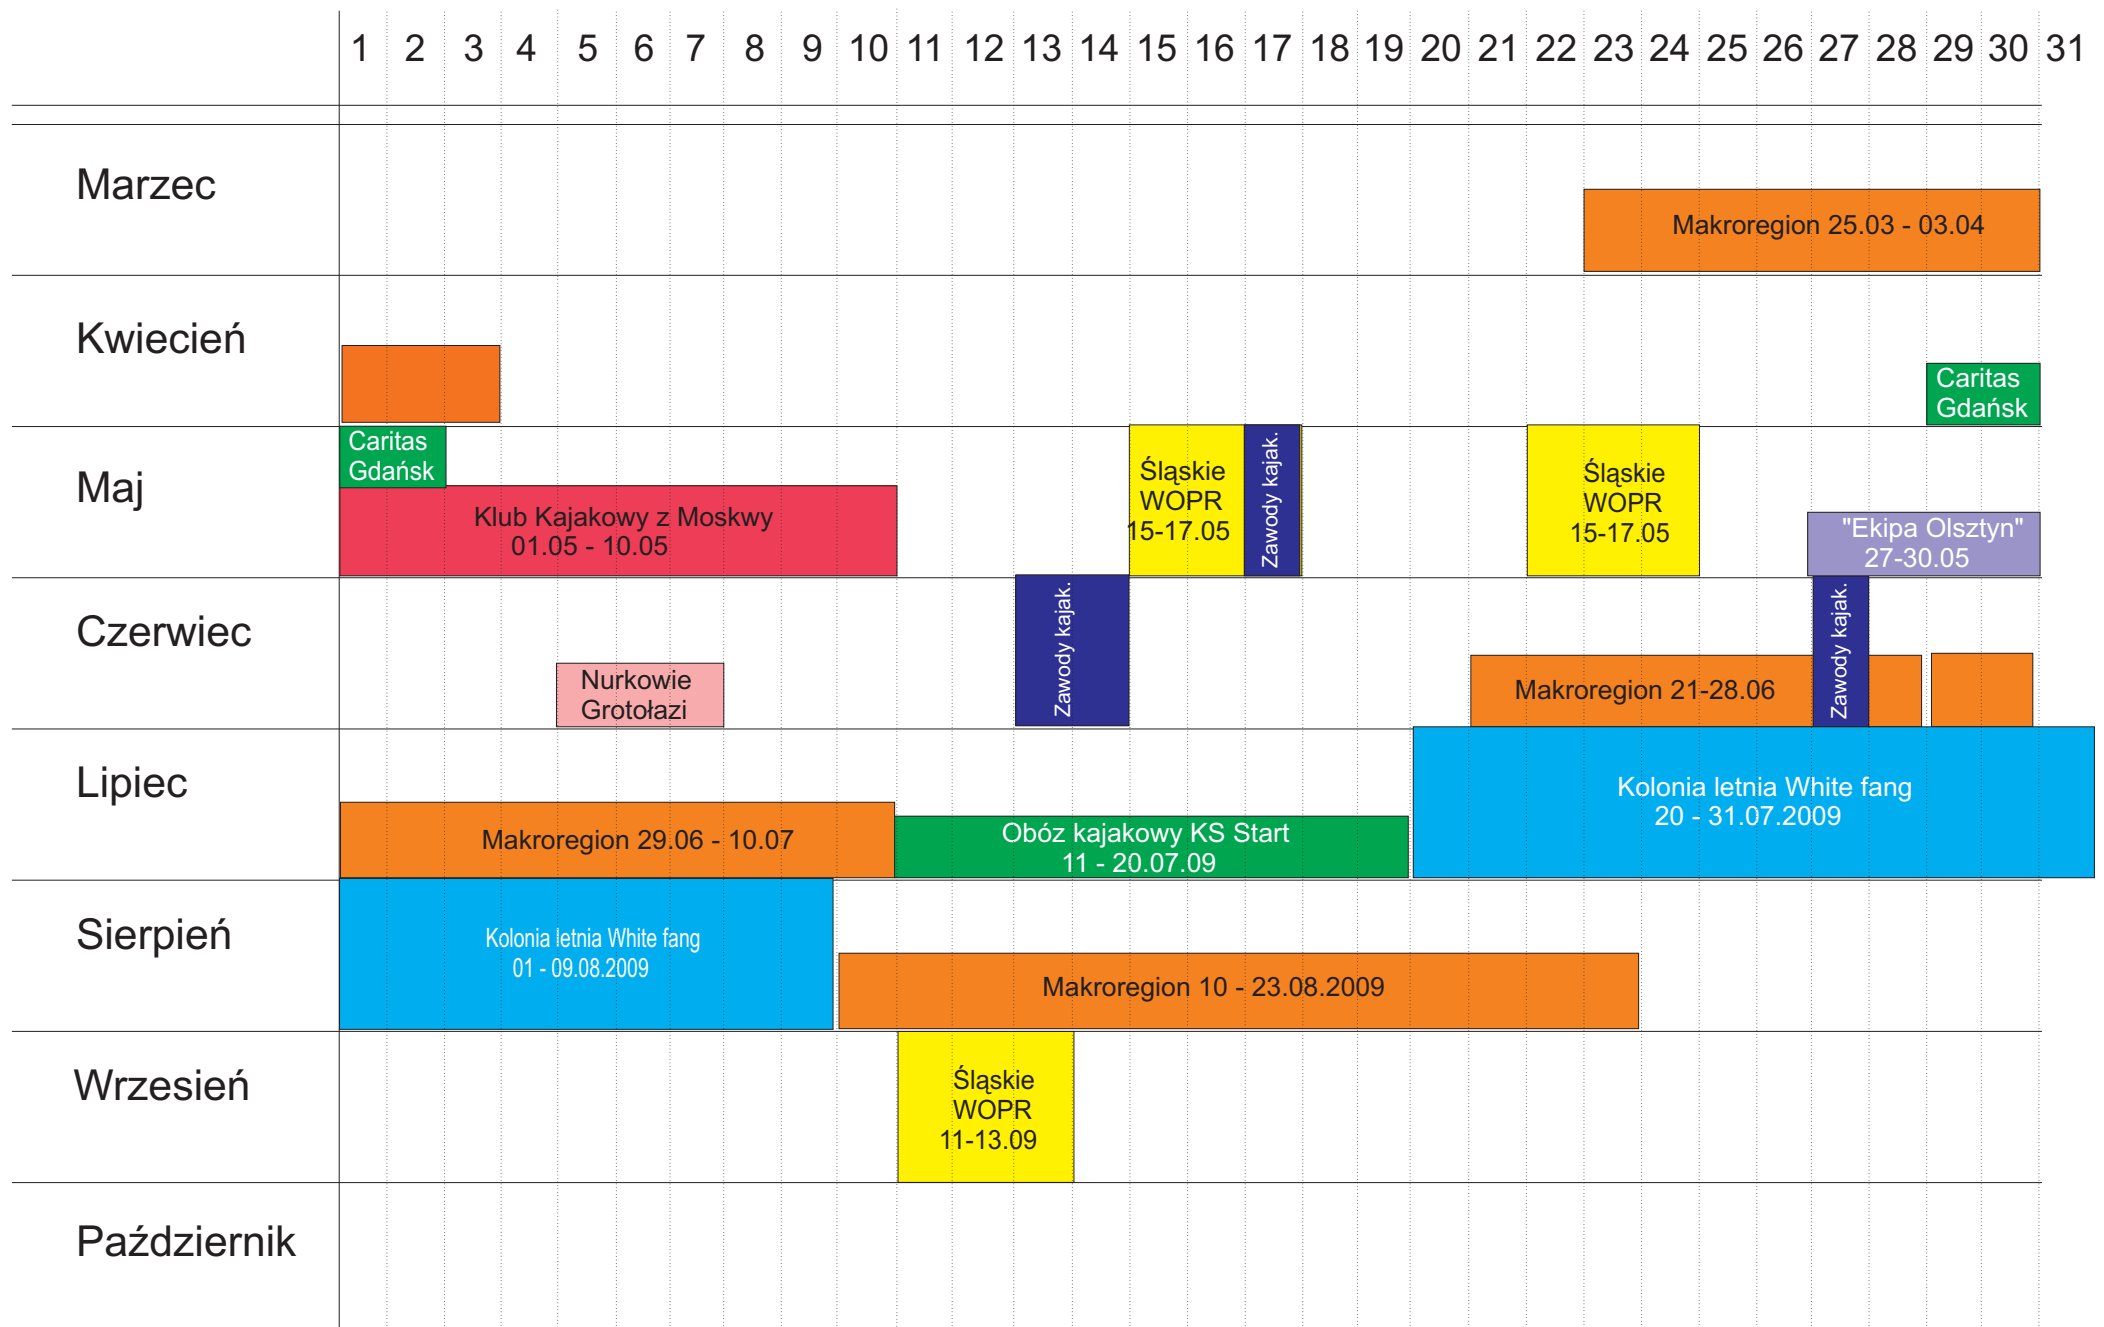 1 2 3 4 5 6 7 8 9 10 11 12 13 14 15 16 17 18 19 20 21 22 23 24 25 26 27 28 29 30 31
Marzec
Makroregion 25.03 - 03.04
Kwiecień
Caritas
Gdańsk
Maj
Caritas
Gdańsk
Klub Kajakowy z Moskwy
01.05 - 10.05
Śląskie
WOPR
15-17.05
Zawody kajak.
Śląskie
WOPR
15-17.05
"Ekipa Olsztyn"
27-30.05
Czerwiec
Nurkowie
Grotołazi
Zawody kajak.
Makroregion 21-28.06
Zawody kajak.
Lipiec
Makroregion 29.06 - 10.07
Obóz kajakowy KS Start
11 - 20.07.09
Kolonia letnia White fang
20 - 31.07.2009
Sierpień
Kolonia letnia White fang
01 - 09.08.2009
Makroregion 10 - 23.08.2009
Wrzesień
Śląskie
WOPR
11-13.09
Październik